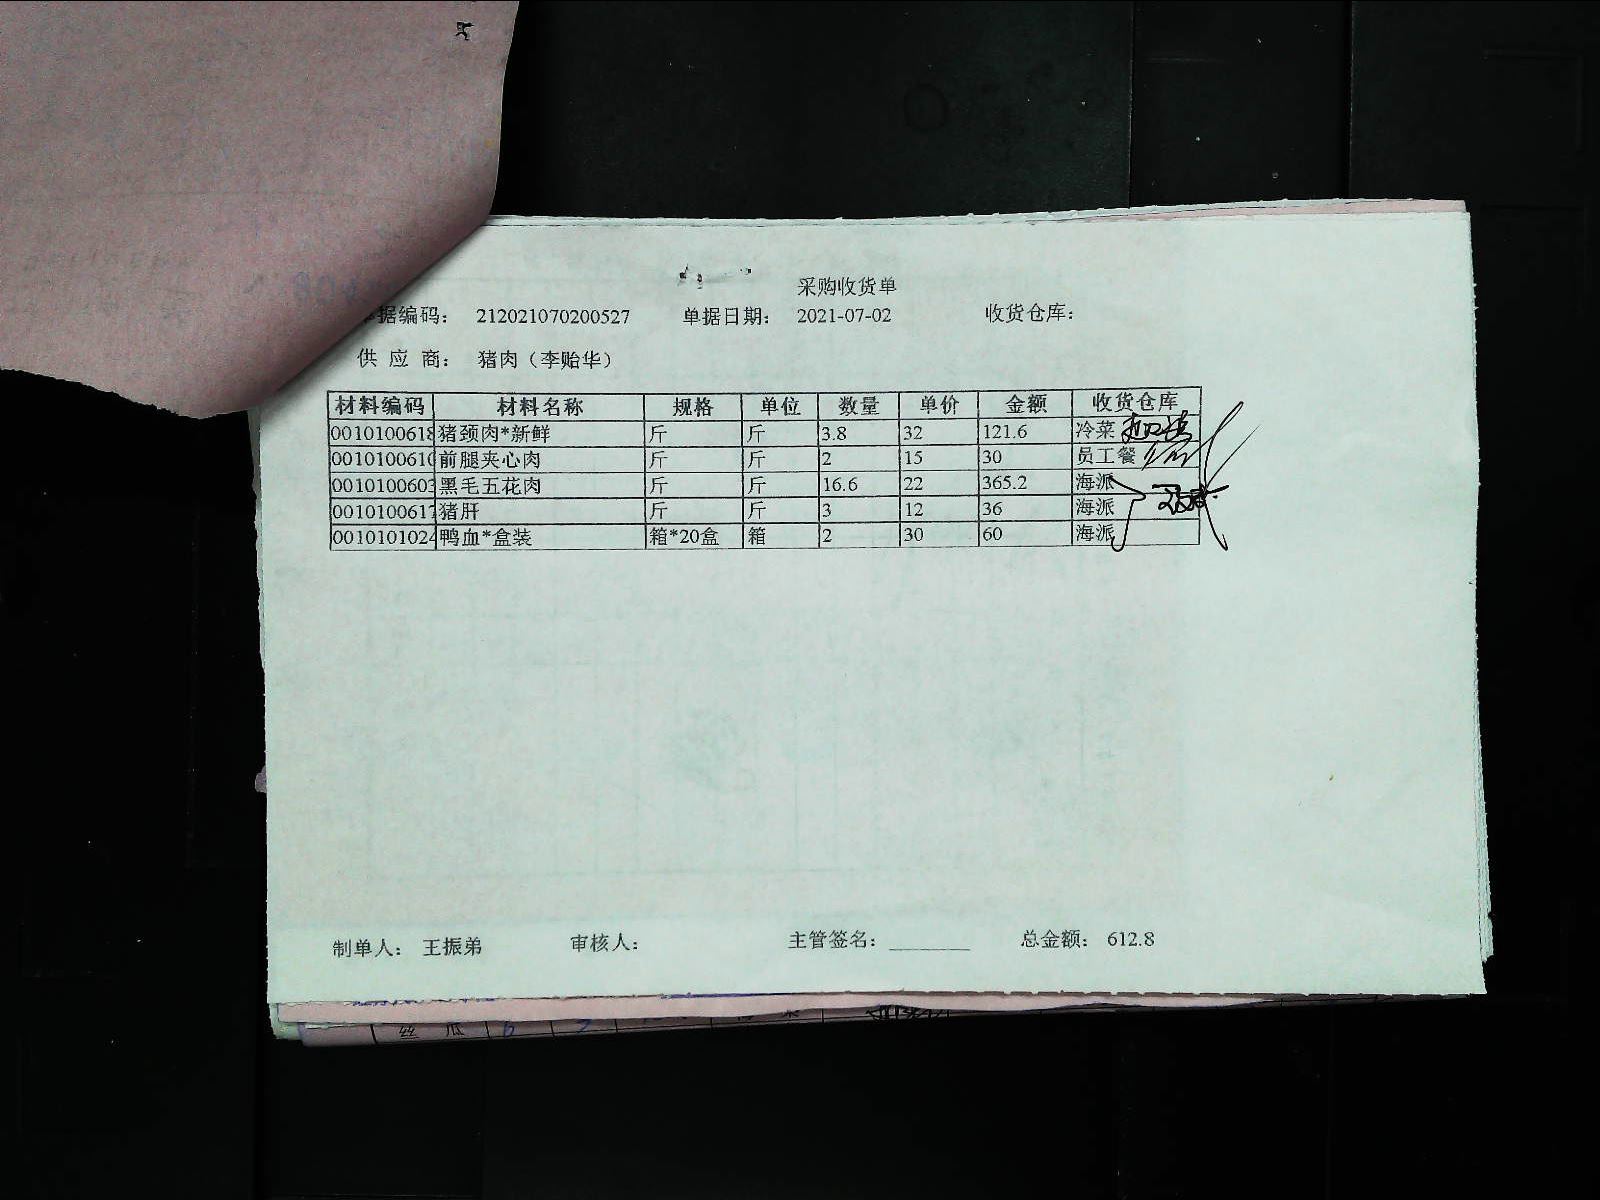 采购收货单
据编码: 212021070200527 单据日期: 2021-07-02 收货仓库:
供 应 商: 猪肉（李贻华）
材料编码 材料名称 规格 单位 数量 单价 金额 收货仓库
0010100618 猪颈肉*新鲜 斤 斤 3.8 32 121.6 冷菜
0010100610 前腿夹心肉 斤 斤 2 15 30 员工餐
0010100603 黑毛五花肉 斤 斤 16.6 22 365.2 海派
0010100617 猪肝 斤 斤 3 12 36 海派
0010101024 鸭血*盒装 箱*20盒 箱 2 30 60 海派
制单人: 王振弟 审核人: 主管签名: 总金额: 612.8
丝 瓜 6